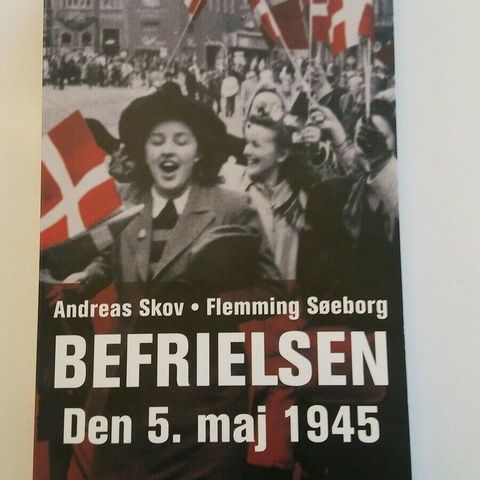 Andreas Skov • Flemming Søeborg
BEFRIELSEN
Den 5. maj 1945